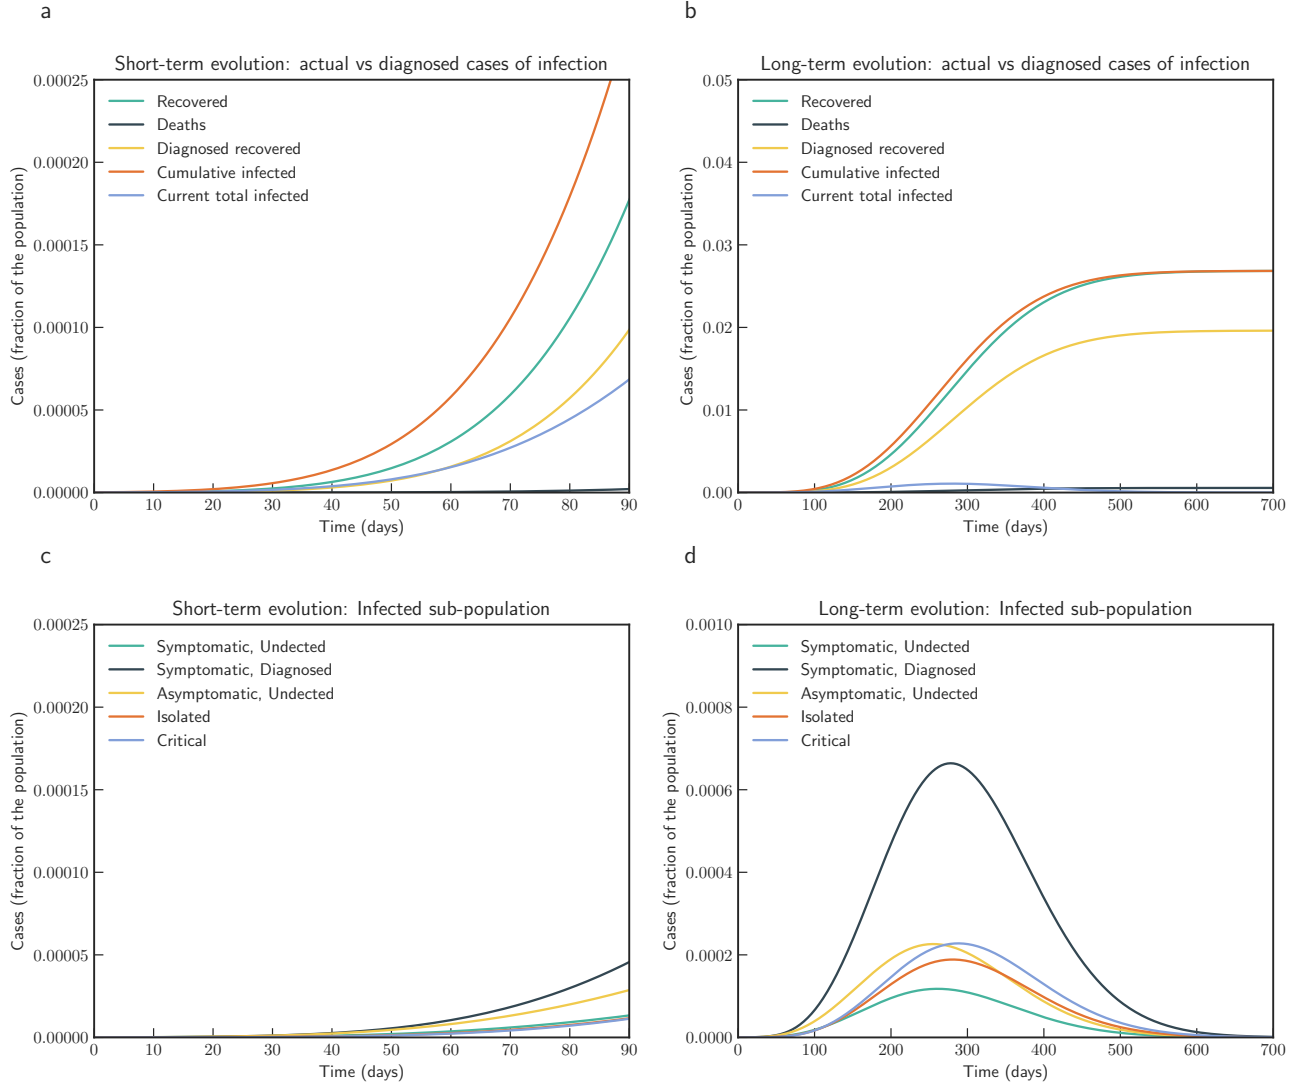 a
Short-term evolution: actual vs diagnosed cases of infection
Cases (fraction of the population)
0.00025
0.00020
0.00015
0.00010
0.00005
0.00000
Recovered
Deaths
Diagnosed recovered
Cumulative infected
Current total infected
0 10 20 30 40 50 60 70 80 90
Time (days)
b
Long-term evolution: actual vs diagnosed cases of infection
Cases (fraction of the population)
0.05
0.04
0.03
0.02
0.01
0.00
Recovered
Deaths
Diagnosed recovered
Cumulative infected
Current total infected
0 100 200 300 400 500 600 700
Time (days)
c
Short-term evolution: Infected sub-population
Cases (fraction of the population)
0.00025
0.00020
0.00015
0.00010
0.00005
0.00000
Symptomatic, Undected
Symptomatic, Diagnosed
Asymptomatic, Undected
Isolated
Critical
0 10 20 30 40 50 60 70 80 90
Time (days)
d
Long-term evolution: Infected sub-population
Cases (fraction of the population)
0.0010
0.0008
0.0006
0.0004
0.0002
0.0000
Symptomatic, Undected
Symptomatic, Diagnosed
Asymptomatic, Undected
Isolated
Critical
0 100 200 300 400 500 600 700
Time (days)